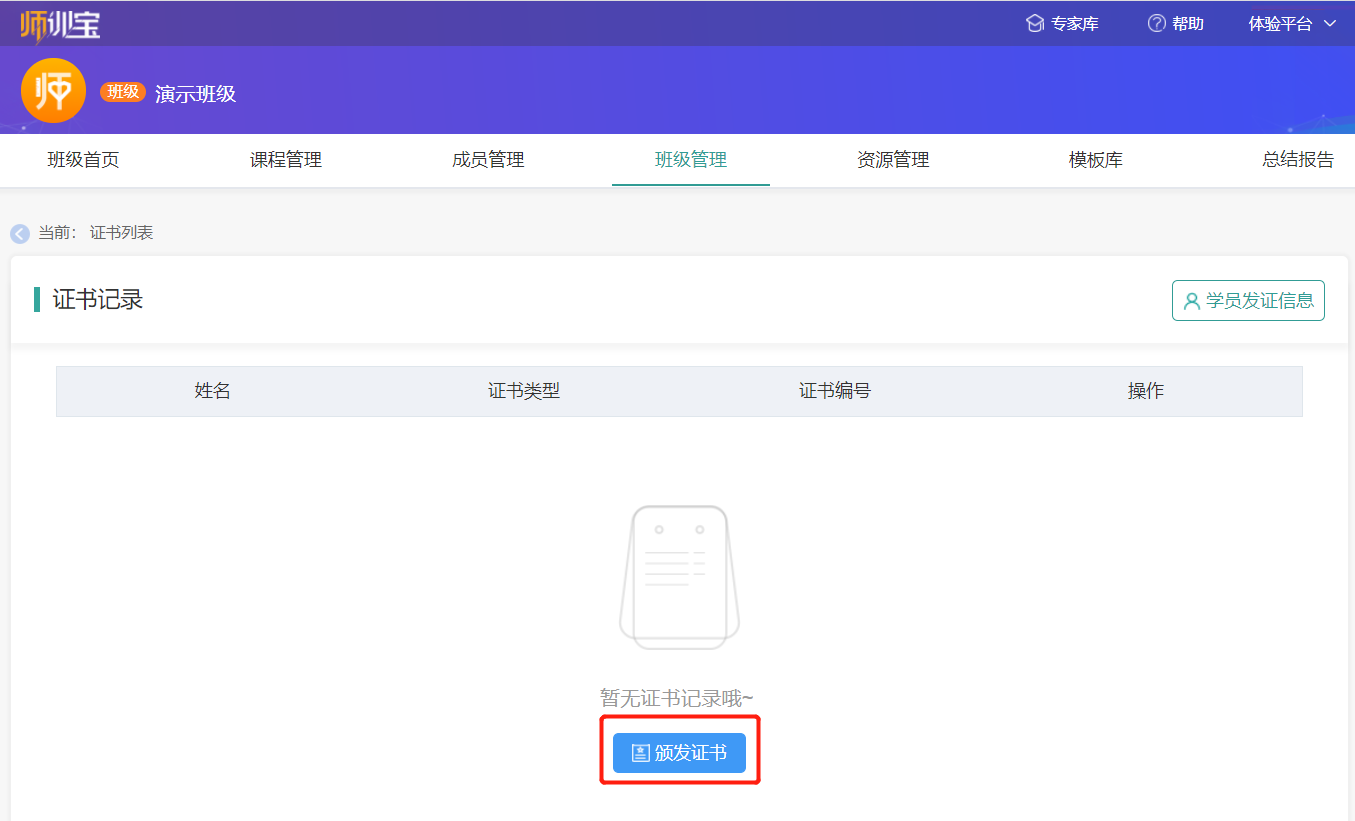 师训宝 专家库 帮助 体验平台
师 班级 演示班级
班级首页 课程管理 成员管理 班级管理 资源管理 模板库 总结报告
当前： 证书列表
证书记录 学员发证信息
姓名 证书类型 证书编号 操作
暂无证书记录哦~
颁发证书